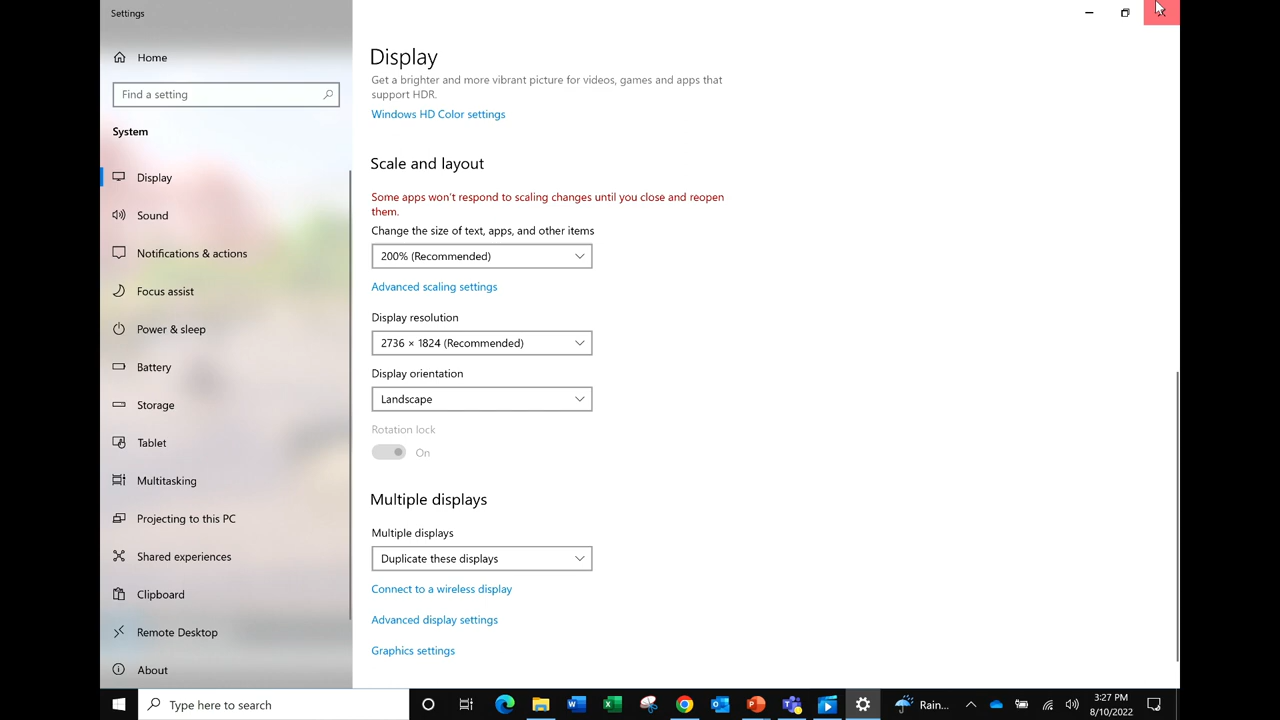 Settings
Home
Find a setting
System
Display
Sound
Notifications & actions
Focus assist
Power & sleep
Battery
Storage
Tablet
Multitasking
Projecting to this PC
Shared experiences
Clipboard
Remote Desktop
About
Display
Get a brighter and more vibrant picture for videos, games and apps that
support HDR.
Windows HD Color settings
Scale and layout
Some apps won't respond to scaling changes until you close and reopen
them.
Change the size of text, apps, and other items
200% (Recommended)
Advanced scaling settings
Display resolution
2736 × 1824 (Recommended)
Display orientation
Landscape
Rotation lock
On
Multiple displays
Multiple displays
Duplicate these displays
Connect to a wireless display
Advanced display settings
Graphics settings
Type here to search
Rain...
3:27 PM
8/10/2022